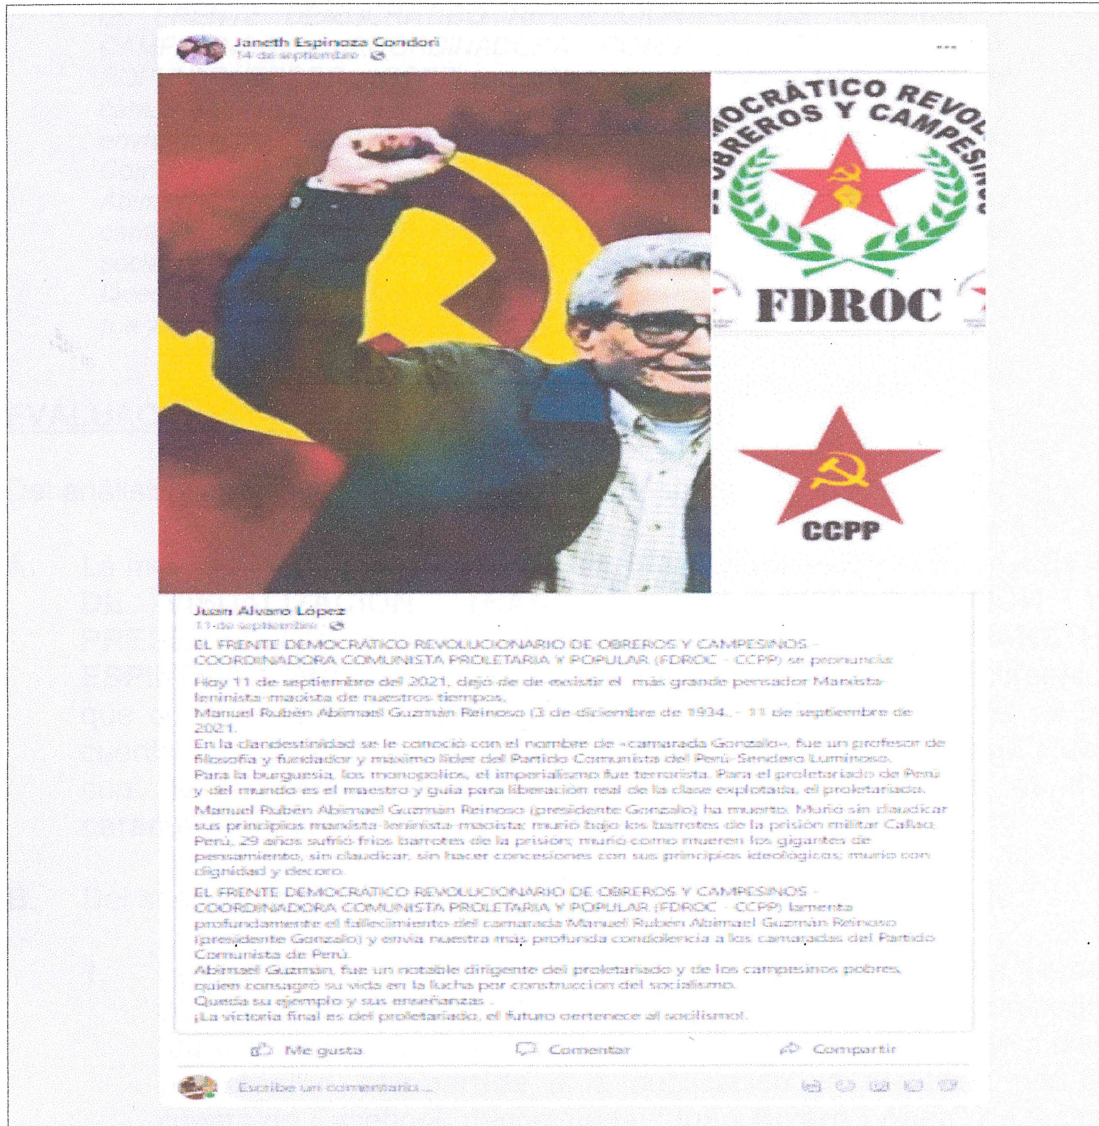 Janeth Espinoza Condori
14 de septiembre
MOCRÁTICO REVOL
E OBREROS Y CAMPESINOS
FDROC
CCPP
Juan Alvaro López
11 de septiembre
EL FRENTE DEMOCRÁTICO REVOLUCIONARIO DE OBREROS Y CAMPESINOS -
COORDINADORA COMUNISTA PROLETARIA Y POPULAR (FDROC - CCPP) se pronuncia:
Hoy 11 de septiembre del 2021, dejó de de existir el más grande pensador Marxista-
leninista-maoista de nuestros tiempos,
Manuel Rubén Abimael Guzmán Reinoso (3 de diciembre de 1934, - 11 de septiembre de
2021.
En la clandestinidad se le conoció con el nombre de «camarada Gonzalo», fue un profesor de
filosofía y fundador y máximo líder del Partido Comunista del Perú-Sendero Luminoso.
Para la burguesía, los monopolios, el imperialismo fue terrorista. Para el proletariado de Perú
y del mundo es el maestro y guía para liberación real de la clase explotada, el proletariado.
Manuel Rubén Abimael Guzmán Reinoso (presidente Gonzalo) ha muerto. Murió sin claudicar
sus principios marxista-leninista-maoista; murió bajo los barrotes de la prisión militar Callao,
Perú, 29 años sufrió fríos barrotes de la prisión; murió como mueren los gigantes de
pensamiento, sin claudicar, sin hacer concesiones con sus principios ideológicos; murió con
dignidad y decoro.
EL FRENTE DEMOCRÁTICO REVOLUCIONARIO DE OBREROS Y CAMPESINOS -
COORDINADORA COMUNISTA PROLETARIA Y POPULAR (FDROC - CCPP) lamenta
profundamente el fallecimiento del camarada Manuel Rubén Abimael Guzmán Reinoso
(presidente Gonzalo) y envia nuestra más profunda condolencia a los camaradas del Partido
Comunista de Perú.
Abimael Guzmán, fue un notable dirigente del proletariado y de los campesinos pobres,
quien consagró su vida en la lucha por construccion del socialismo.
Queda su ejemplo y sus enseñanzas .
¡La victoria final es del proletariado, el futuro pertenece al socilismo!.
Me gusta
Comentar
Compartir
Escribe un comentario...